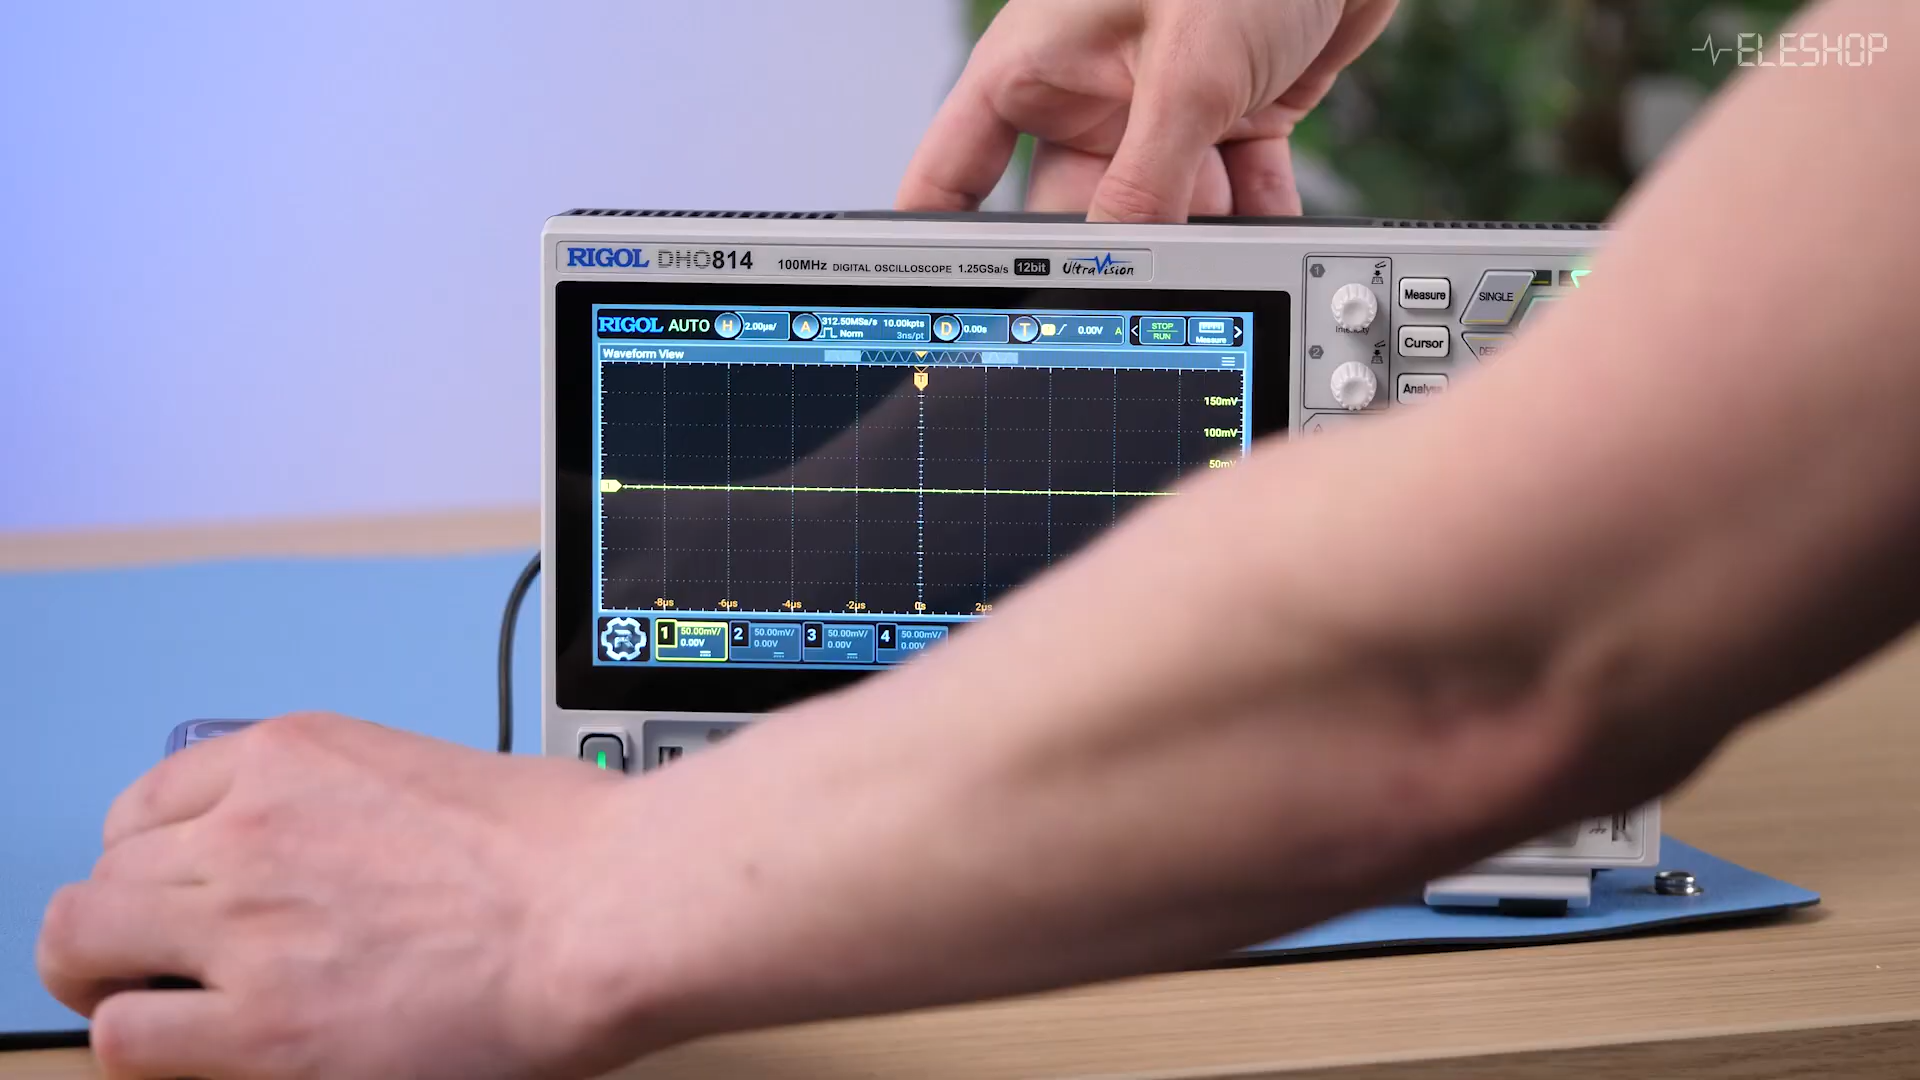 ELESHOP
RIGOL DHO814 100MHz DIGITAL OSCILLOSCOPE 1.25GSa/s 12bit UltraVision
RIGOL AUTO H 2.00μs/ A 312.50MSa/s 10.00kpts D 0.00s T 0.00V A STOP
Norm 3ns/pt RUN Measure
Waveform View
T
150mV
100mV
50mV
-8μs -6μs -4μs -2μs 0s 2μs
1 50.00mV/ 2 50.00mV/ 3 50.00mV/ 4 50.00mV/
0.00V 0.00V 0.00V 0.00V
1
Intensity
2
Measure
SINGLE
Cursor